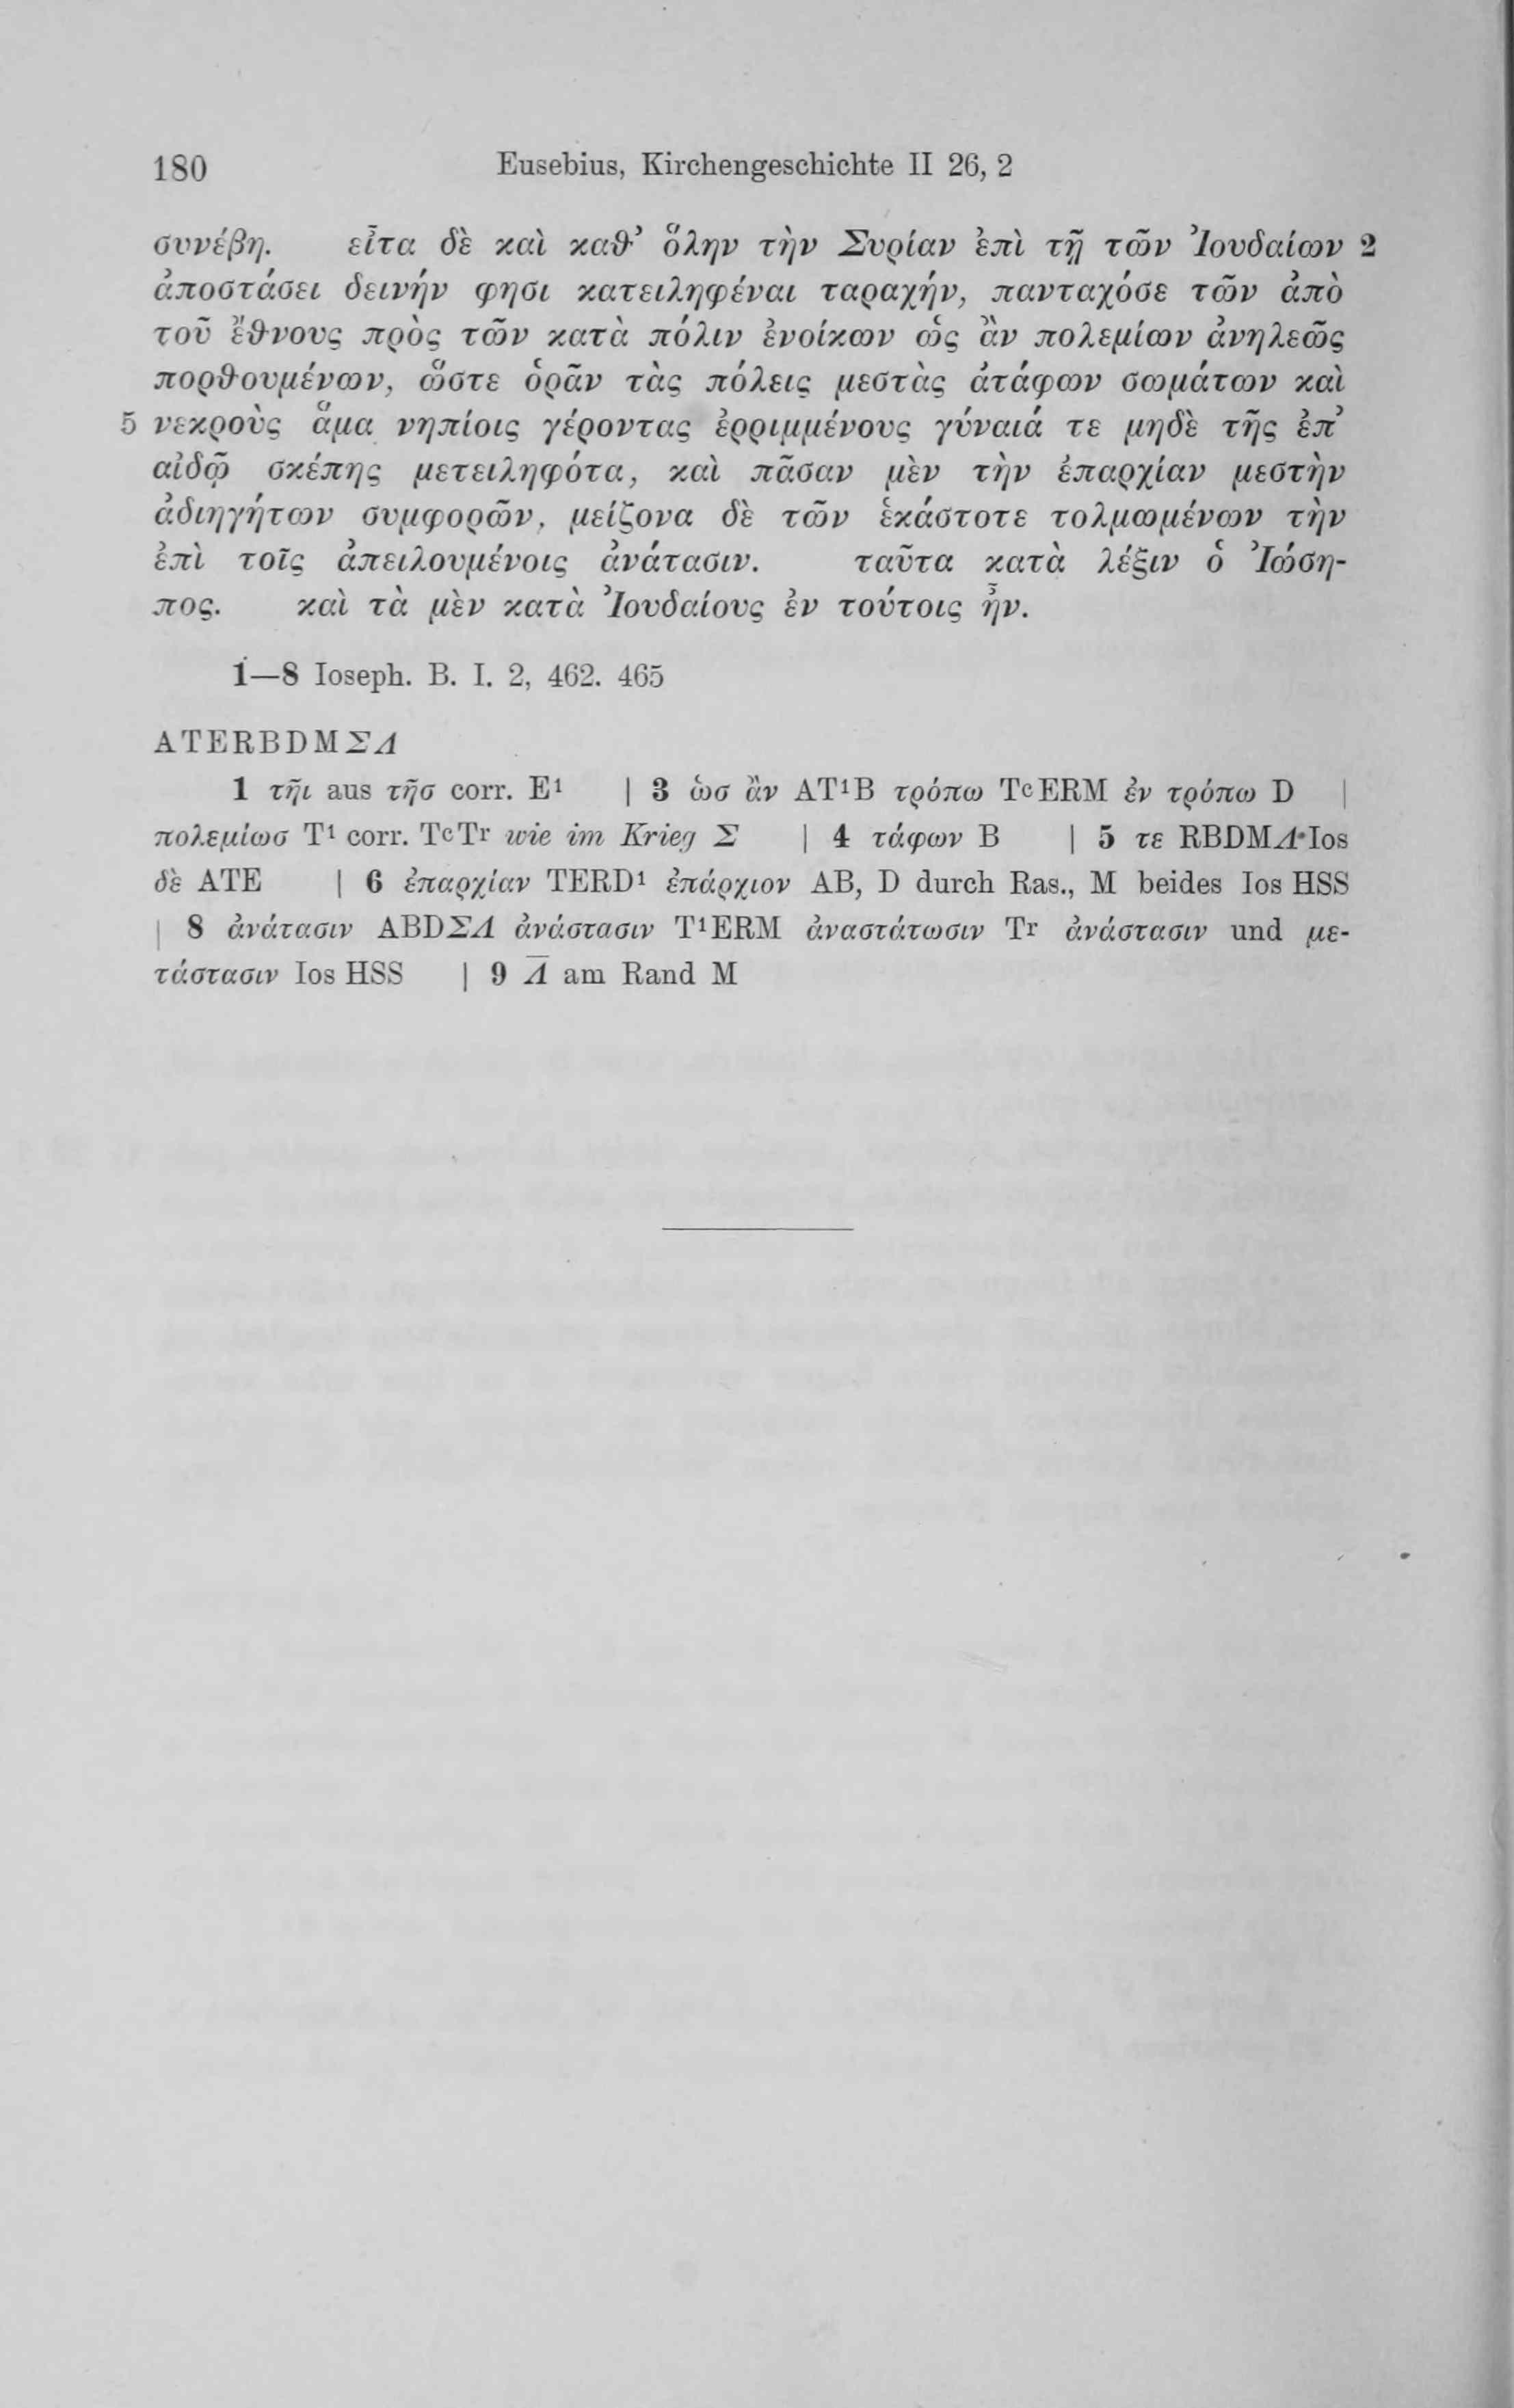 180 Eusebius, Kirchengeschichte II 26, 2
συνέβη. εἶτα δὲ καὶ καθ’ ὅλην τὴν Συρίαν ἐπὶ τῇ τῶν Ἰουδαίων 2
ἀποστάσει δεινήν φησι κατειληφέναι ταραχήν, πανταχόσε τῶν ἀπὸ
τοῦ ἔθνους πρὸς τῶν κατὰ πόλιν ἐνοίκων ὡς ἂν πολεμίων ἀνηλεῶς
πορθουμένων, ὥστε ὁρᾶν τὰς πόλεις μεστὰς ἀτάφων σωμάτων καὶ
5 νεκροὺς ἅμα νηπίοις γέροντας ἐρριμμένους γύναιά τε μηδὲ τῆς ἐπ’
αἰδῷ σκέπης μετειληφότα, καὶ πᾶσαν μὲν τὴν ἐπαρχίαν μεστὴν
ἀδιηγήτων συμφορῶν, μείζονα δὲ τῶν ἑκάστοτε τολμωμένων τὴν
ἐπὶ τοῖς ἀπειλουμένοις ἀνάτασιν. ταῦτα κατὰ λέξιν ὁ Ἰώση-
πος. καὶ τὰ μὲν κατὰ Ἰουδαίους ἐν τούτοις ἦν.
1—8 Ioseph. B. I. 2, 462. 465
ATERBDMΣΛ
1 τῆι aus τῆσ corr. E¹ | 3 ὡσ ἂν AT¹B τρόπω TᶜERM ἐν τρόπω D |
πολεμίωσ T¹ corr. TᶜTʳ wie im Krieg Σ | 4 τάφων B | 5 τε RBDMΛ·Ios
δὲ ATE | 6 ἐπαρχίαν TERD¹ ἐπάρχιον AB, D durch Ras., M beides Ios HSS
| 8 ἀνάτασιν ABDΣΛ ἀνάστασιν T¹ERM ἀναστάτωσιν Tʳ ἀνάστασιν und με-
τάστασιν Ios HSS | 9 Λ̅ am Rand M